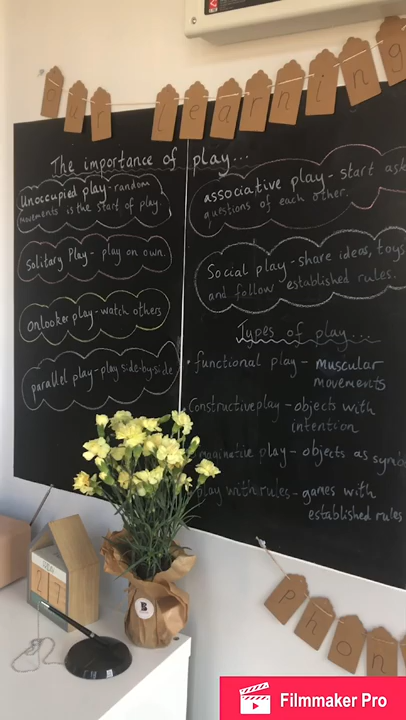 our learning
The importance of play...
Unoccupied play - random
movements is the start of play.
Solitary Play - play on own.
Onlooker play - watch others
parallel play - play side-by-side
associative play - start ask
questions of each other.
Social play - share ideas, toys
and follow established rules.
Types of play...
functional play - muscular
movements
Constructive play - objects with
intention
play - objects as symb
play with rules - games with
established rules
27
B
phon
Filmmaker Pro